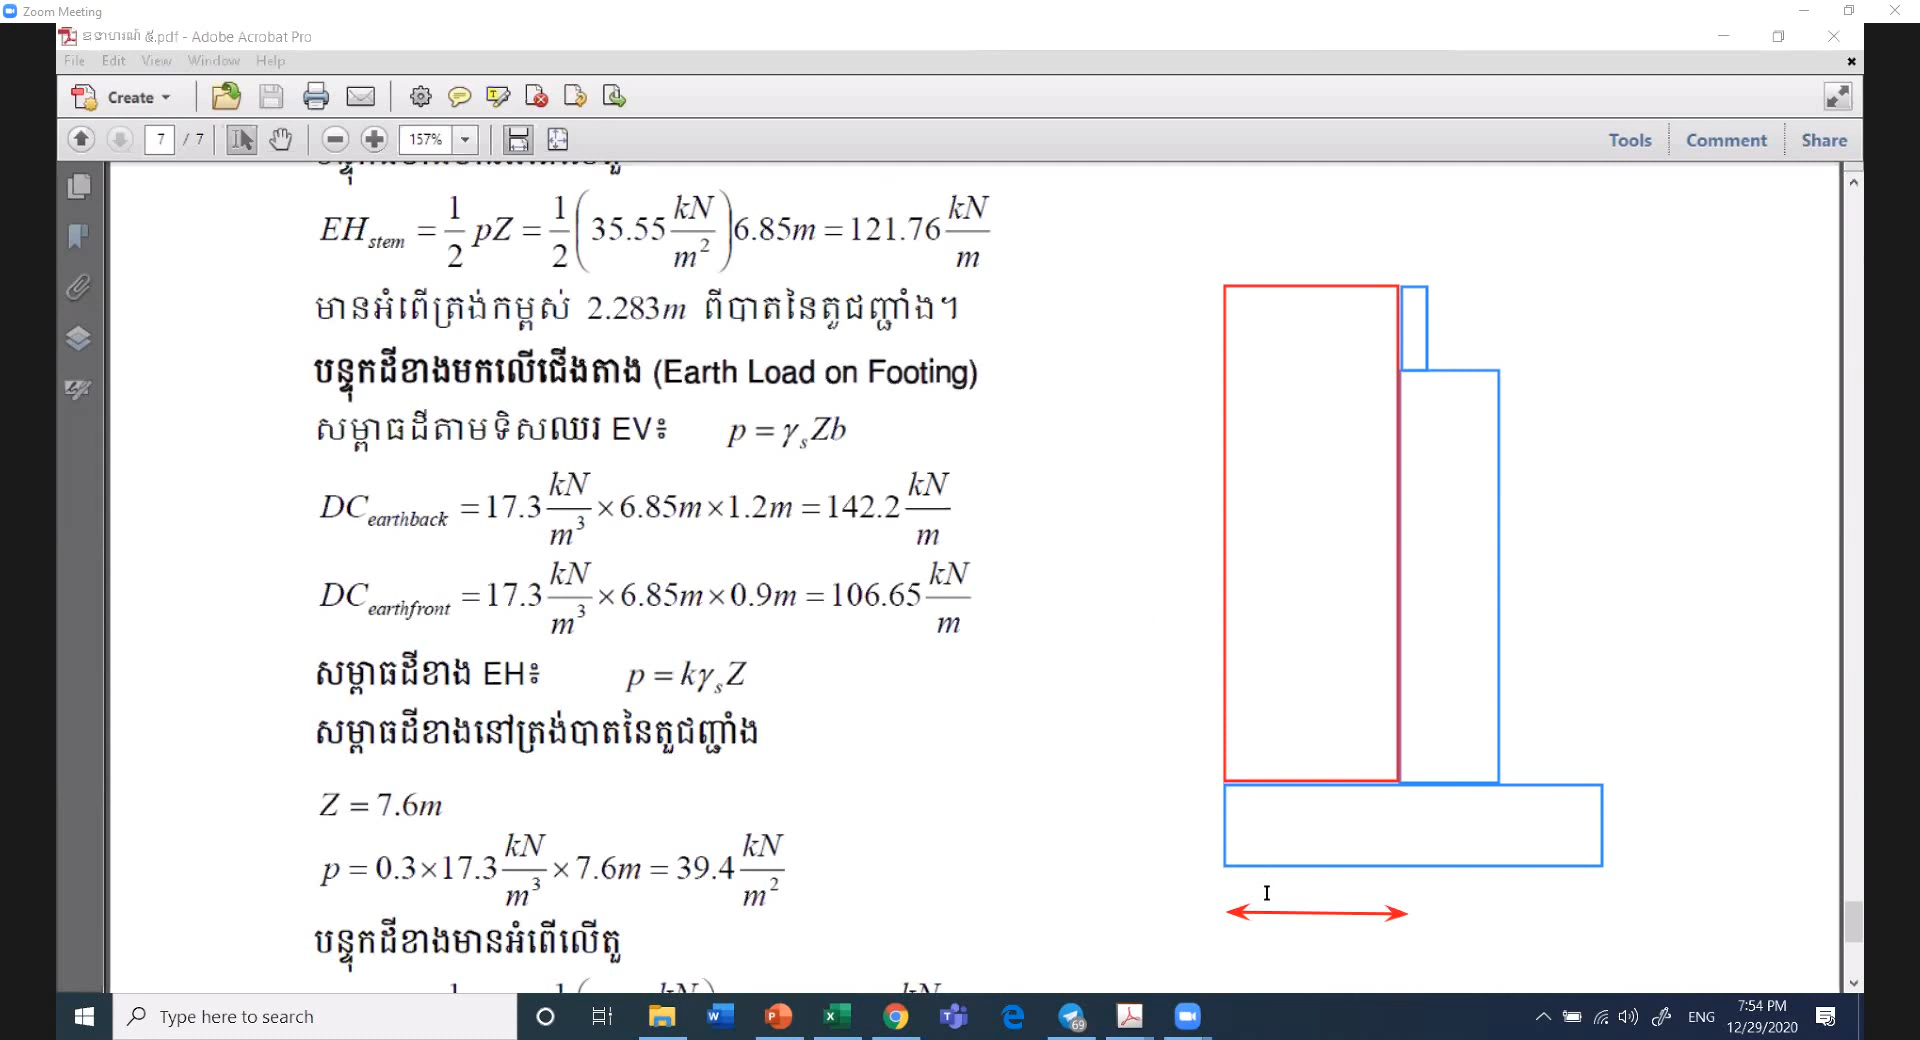 Zoom Meeting
ឧទាហរណ៍ ៥.pdf - Adobe Acrobat Pro
File Edit View Window Help
Create
7 / 7 157% Tools Comment Share
EH_stem = 1/2 pZ = 1/2 (35.55 kN/m²) 6.85m = 121.76 kN/m
មានអំពើត្រង់កម្ពស់ 2.283m ពីបាតនៃតួជញ្ជាំង។
បន្ទុកដីខាងមកលើជើងតាង (Earth Load on Footing)
សម្ពាធដីតាមទិសឈរ EV៖ p = γ_s Zb
DC_earthback = 17.3 kN/m³ × 6.85m × 1.2m = 142.2 kN/m
DC_earthfront = 17.3 kN/m³ × 6.85m × 0.9m = 106.65 kN/m
សម្ពាធដីខាង EH៖ p = kγ_s Z
សម្ពាធដីខាងនៅត្រង់បាតនៃតួជញ្ជាំង
Z = 7.6m
p = 0.3 × 17.3 kN/m³ × 7.6m = 39.4 kN/m²
បន្ទុកដីខាងមានអំពើលើតួ
Type here to search
69
ENG
7:54 PM
12/29/2020